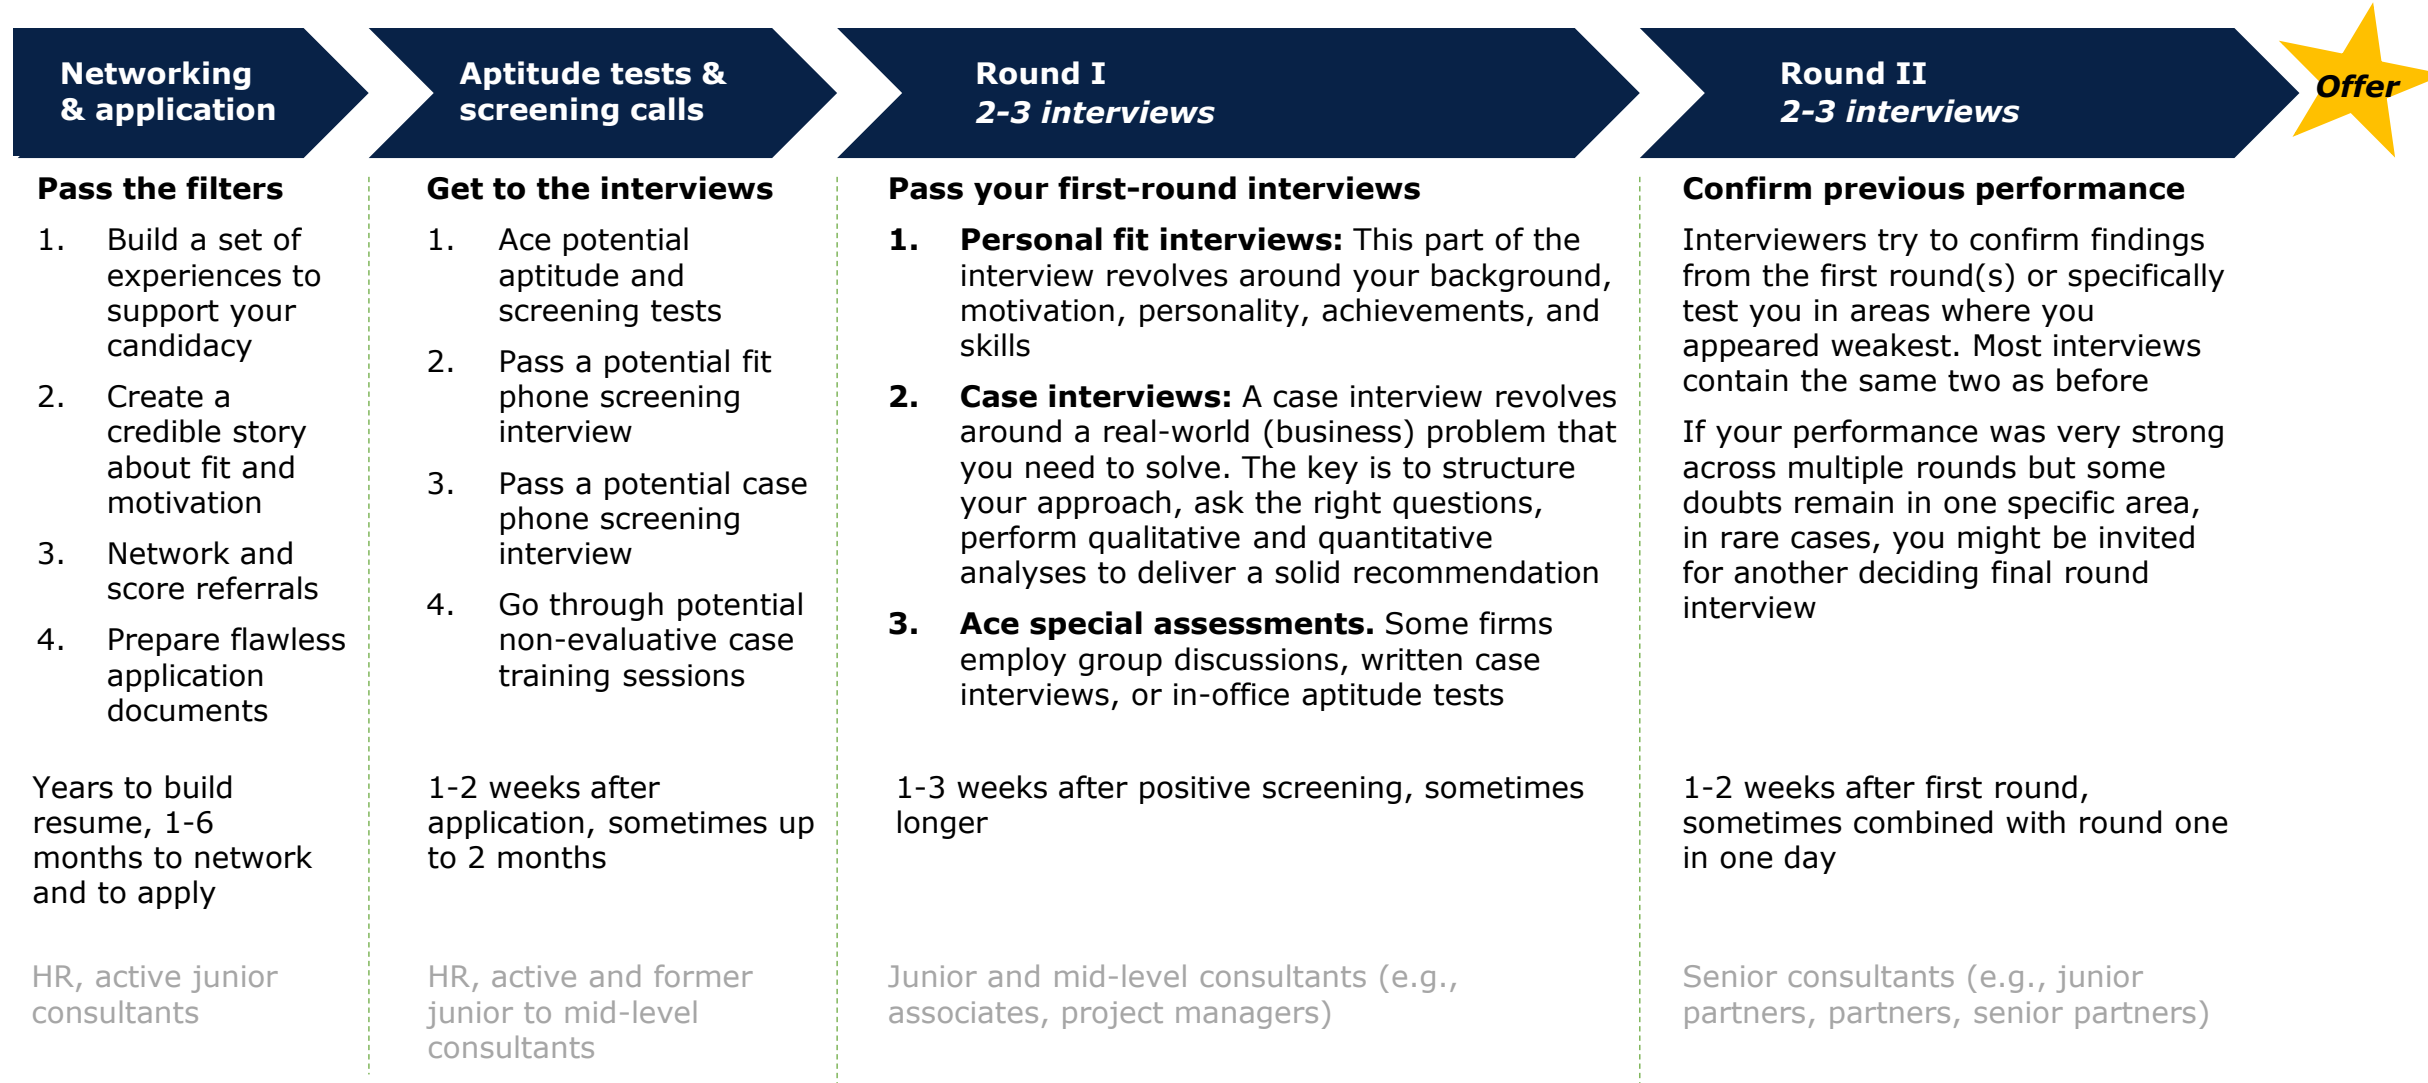 Networking
& application
Aptitude tests &
screening calls
Round I
2-3 interviews
Round II
2-3 interviews
Offer
Pass the filters
1. Build a set of
experiences to
support your
candidacy
2. Create a
credible story
about fit and
motivation
3. Network and
score referrals
4. Prepare flawless
application
documents
Years to build
resume, 1-6
months to network
and to apply
HR, active junior
consultants
Get to the interviews
1. Ace potential
aptitude and
screening tests
2. Pass a potential fit
phone screening
interview
3. Pass a potential case
phone screening
interview
4. Go through potential
non-evaluative case
training sessions
1-2 weeks after
application, sometimes up
to 2 months
HR, active and former
junior to mid-level
consultants
Pass your first-round interviews
1. Personal fit interviews: This part of the
interview revolves around your background,
motivation, personality, achievements, and
skills
2. Case interviews: A case interview revolves
around a real-world (business) problem that
you need to solve. The key is to structure
your approach, ask the right questions,
perform qualitative and quantitative
analyses to deliver a solid recommendation
3. Ace special assessments. Some firms
employ group discussions, written case
interviews, or in-office aptitude tests
1-3 weeks after positive screening, sometimes
longer
Junior and mid-level consultants (e.g.,
associates, project managers)
Confirm previous performance
Interviewers try to confirm findings
from the first round(s) or specifically
test you in areas where you
appeared weakest. Most interviews
contain the same two as before
If your performance was very strong
across multiple rounds but some
doubts remain in one specific area,
in rare cases, you might be invited
for another deciding final round
interview
1-2 weeks after first round,
sometimes combined with round one
in one day
Senior consultants (e.g., junior
partners, partners, senior partners)